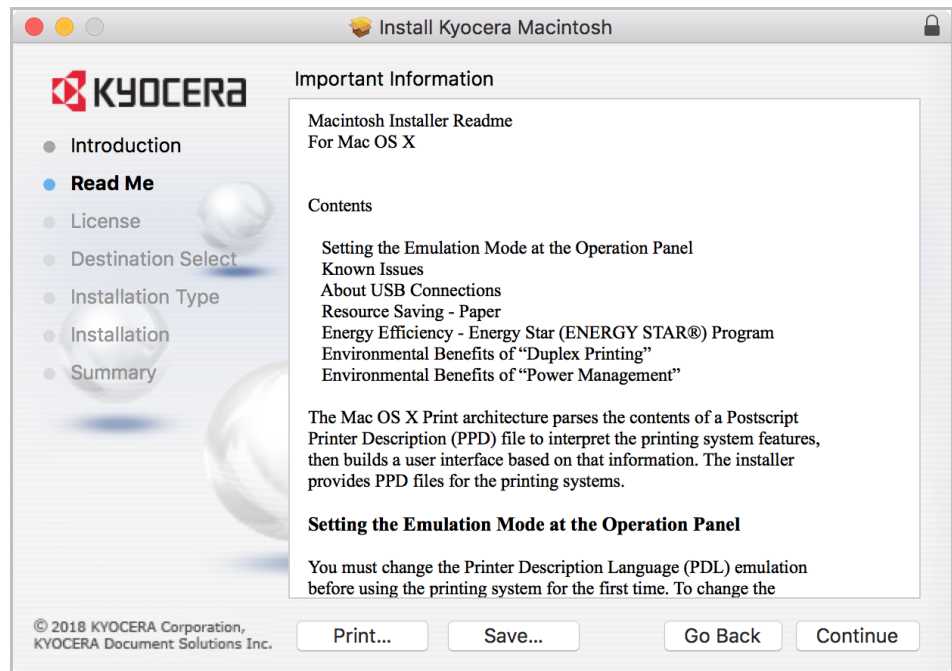 Install Kyocera Macintosh
KYOCERA
Introduction
Read Me
License
Destination Select
Installation Type
Installation
Summary
Important Information
Macintosh Installer Readme
For Mac OS X
Contents
Setting the Emulation Mode at the Operation Panel
Known Issues
About USB Connections
Resource Saving - Paper
Energy Efficiency - Energy Star (ENERGY STAR®) Program
Environmental Benefits of “Duplex Printing”
Environmental Benefits of “Power Management”
The Mac OS X Print architecture parses the contents of a Postscript
Printer Description (PPD) file to interpret the printing system features,
then builds a user interface based on that information. The installer
provides PPD files for the printing systems.
Setting the Emulation Mode at the Operation Panel
You must change the Printer Description Language (PDL) emulation
before using the printing system for the first time. To change the
© 2018 KYOCERA Corporation,
KYOCERA Document Solutions Inc.
Print...
Save...
Go Back
Continue